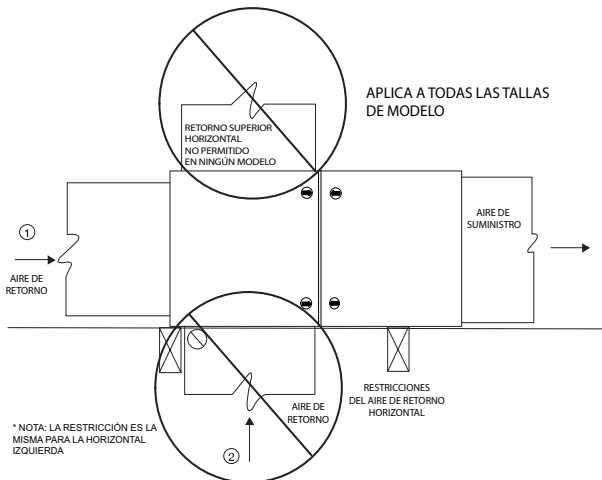 APLICA A TODAS LAS TALLAS
DE MODELO
RETORNO SUPERIOR
HORIZONTAL
NO PERMITIDO
EN NINGÚN MODELO
1
AIRE DE
RETORNO
AIRE DE
SUMINISTRO
RESTRICCIONES
DEL AIRE DE RETORNO
HORIZONTAL
AIRE DE
RETORNO
2
* NOTA: LA RESTRICCIÓN ES LA
MISMA PARA LA HORIZONTAL
IZQUIERDA